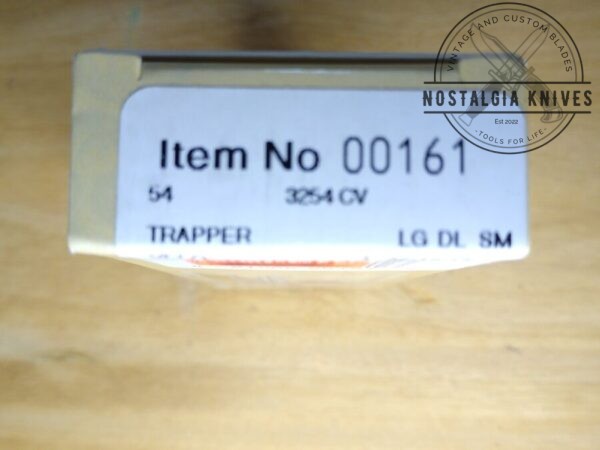 VINTAGE AND CUSTOM BLADES
NOSTALGIA KNIVES
Est 2022
-TOOLS FOR LIFE-
Item No 00161
54 3254 CV
TRAPPER LG DL SM